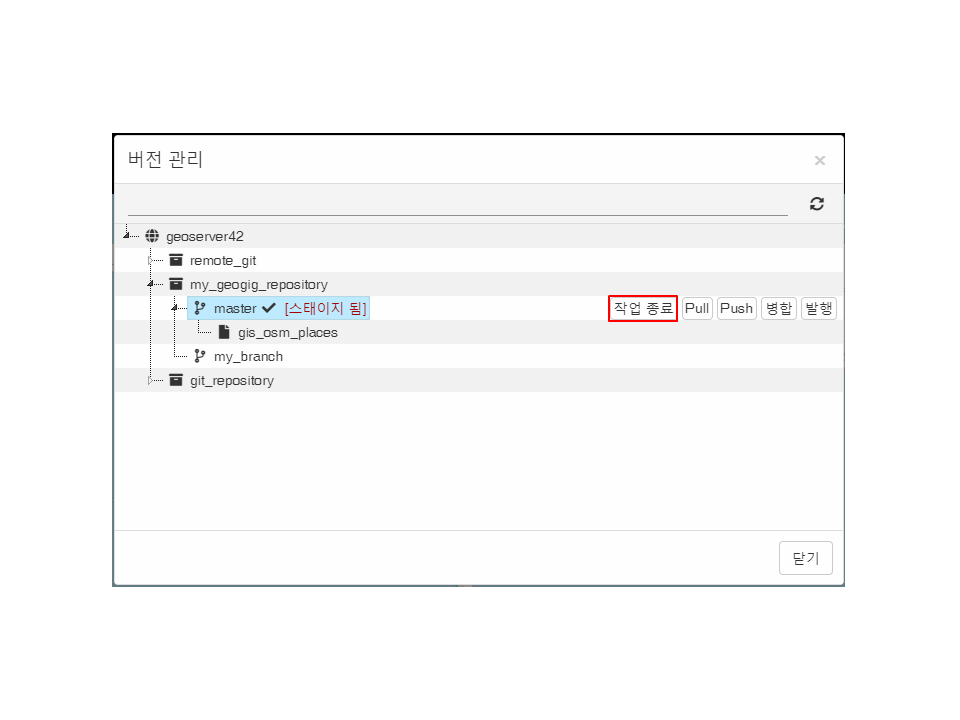 버전 관리 ×
geoserver42
remote_git
my_geogig_repository
master [스테이지 됨] 작업 종료 Pull Push 병합 발행
gis_osm_places
my_branch
git_repository
닫기